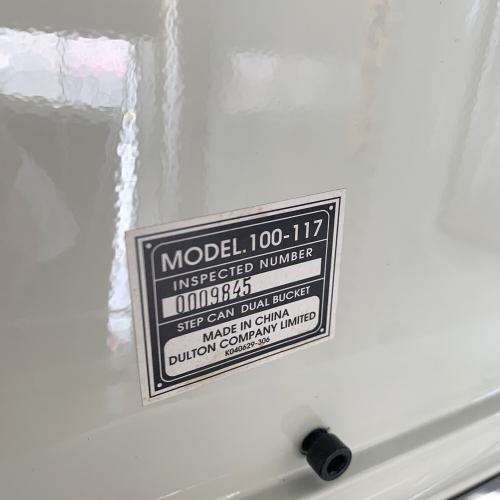 MODEL.100-117
INSPECTED NUMBER
0009845
STEP CAN DUAL BUCKET
MADE IN CHINA
DULTON COMPANY LIMITED
K040629-306